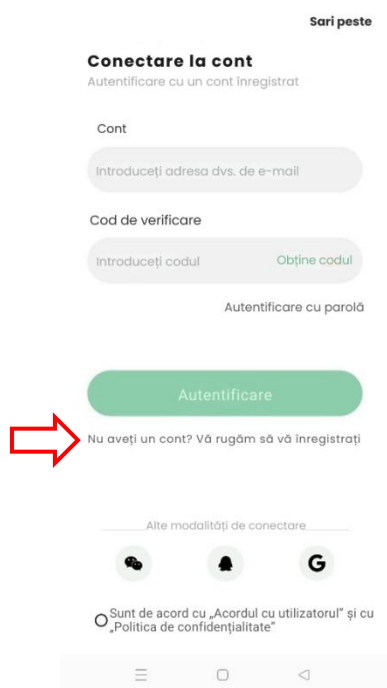 Sari peste
Conectare la cont
Autentificare cu un cont înregistrat
Cont
Introduceți adresa dvs. de e-mail
Cod de verificare
Introduceți codul Obține codul
Autentificare cu parolă
Autentificare
Nu aveți un cont? Vă rugăm să vă înregistrați
Alte modalități de conectare
G
Sunt de acord cu „Acordul cu utilizatorul” și cu
„Politica de confidențialitate”